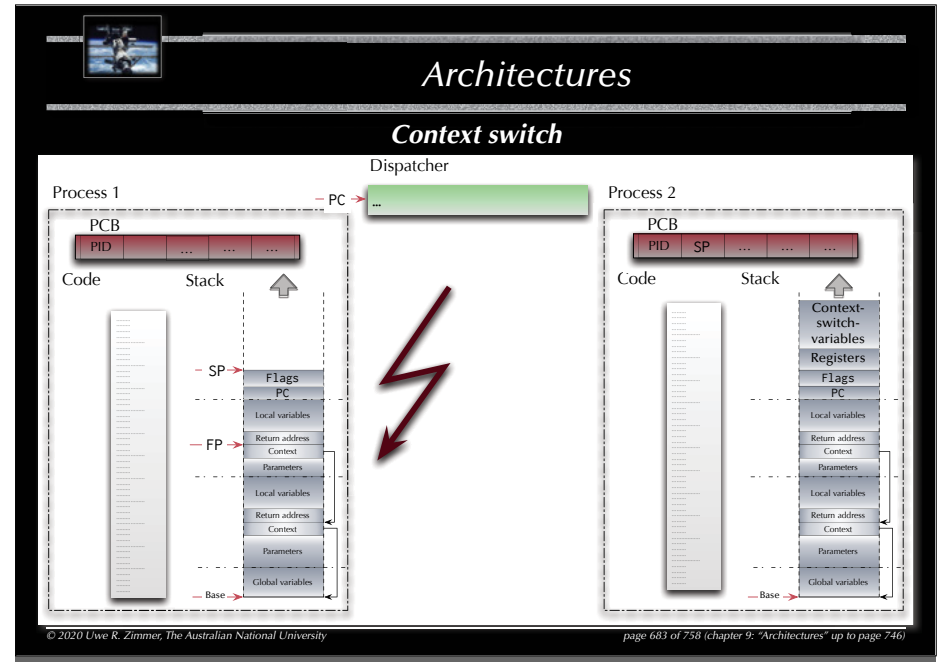 Architectures
Context switch
Dispatcher
Process 1
PC
...
Process 2
PCB
PID ... ... ...
PCB
PID SP ... ... ...
Code
Stack
Code
Stack
SP
Flags
PC
Local variables
FP
Return address
Context
Parameters
Local variables
Return address
Context
Parameters
Global variables
Base
Context-
switch-
variables
Registers
Flags
PC
Local variables
Return address
Context
Parameters
Local variables
Return address
Context
Parameters
Global variables
Base
© 2020 Uwe R. Zimmer, The Australian National University
page 683 of 758 (chapter 9: “Architectures” up to page 746)